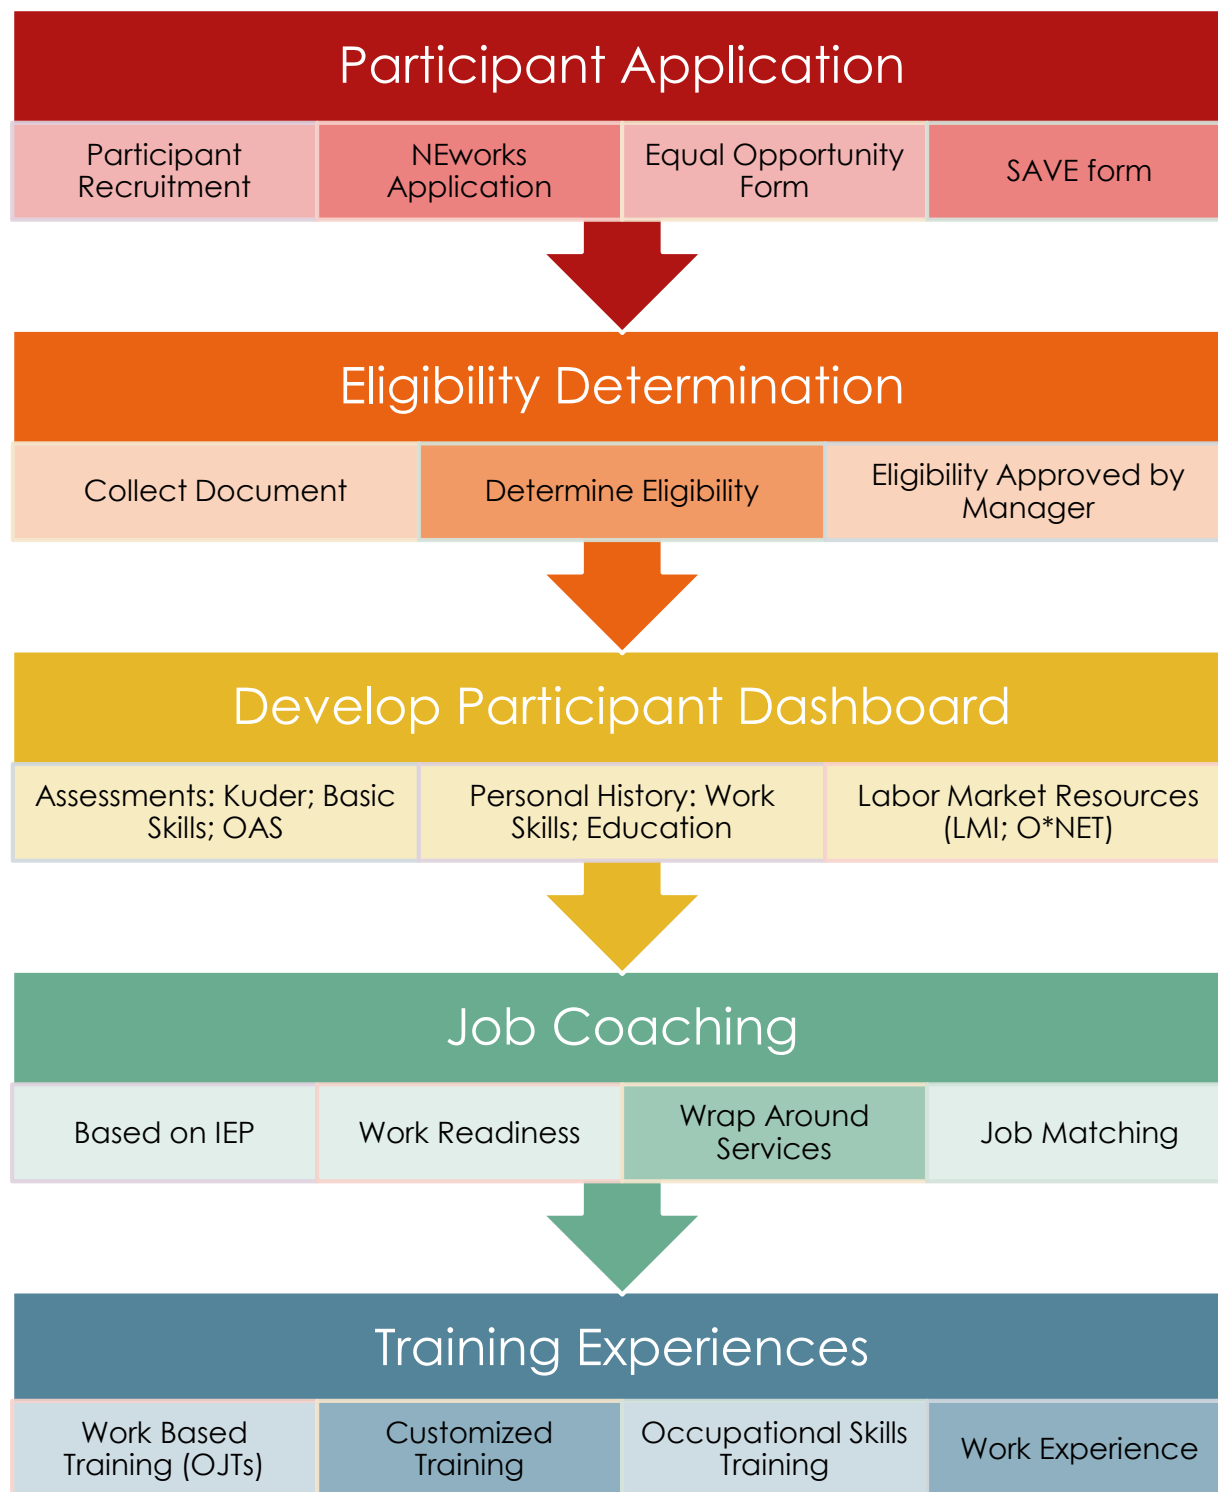 Participant Application
Participant
Recruitment
NEworks
Application
Equal Opportunity
Form
SAVE form
Eligibility Determination
Collect Document
Determine Eligibility
Eligibility Approved by
Manager
Develop Participant Dashboard
Assessments: Kuder; Basic
Skills; OAS
Personal History: Work
Skills; Education
Labor Market Resources
(LMI; O*NET)
Job Coaching
Based on IEP
Work Readiness
Wrap Around
Services
Job Matching
Training Experiences
Work Based
Training (OJTs)
Customized
Training
Occupational Skills
Training
Work Experience